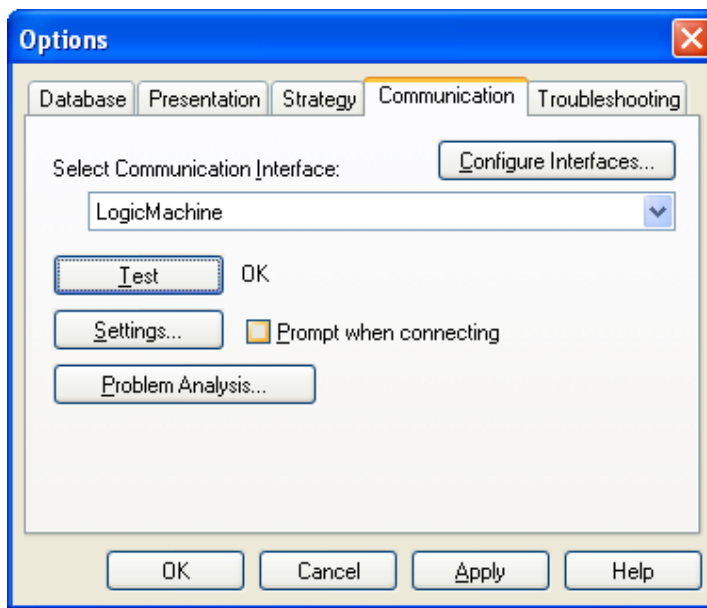 Options
Database Presentation Strategy Communication Troubleshooting
Configure Interfaces...
Select Communication Interface:
LogicMachine
Test OK
Settings... Prompt when connecting
Problem Analysis...
OK Cancel Apply Help